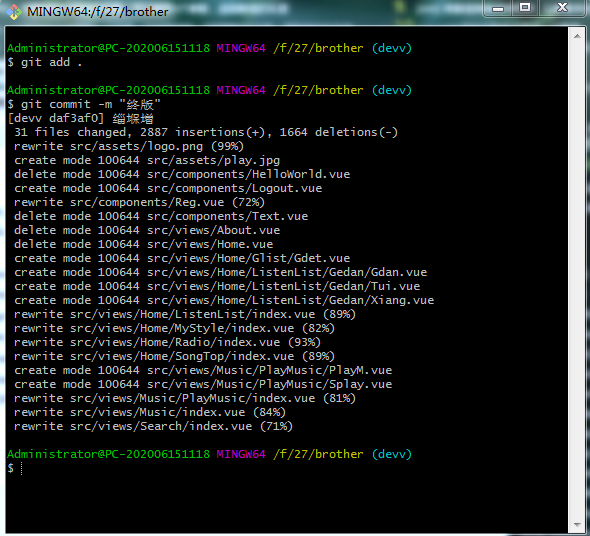 MINGW64:/f/27/brother
Administrator@PC-202006151118 MINGW64 /f/27/brother (devv)
$ git add .
Administrator@PC-202006151118 MINGW64 /f/27/brother (devv)
$ git commit -m "终版"
[devv daf3af0] 缁堢増
31 files changed, 2887 insertions(+), 1664 deletions(-)
rewrite src/assets/logo.png (99%)
create mode 100644 src/assets/play.jpg
delete mode 100644 src/components/HelloWorld.vue
create mode 100644 src/components/Logout.vue
rewrite src/components/Reg.vue (72%)
delete mode 100644 src/components/Text.vue
delete mode 100644 src/views/About.vue
delete mode 100644 src/views/Home.vue
create mode 100644 src/views/Home/Glist/Gdet.vue
create mode 100644 src/views/Home/ListenList/Gedan/Gdan.vue
create mode 100644 src/views/Home/ListenList/Gedan/Tui.vue
create mode 100644 src/views/Home/ListenList/Gedan/Xiang.vue
rewrite src/views/Home/ListenList/index.vue (89%)
rewrite src/views/Home/MyStyle/index.vue (82%)
rewrite src/views/Home/Radio/index.vue (93%)
rewrite src/views/Home/SongTop/index.vue (89%)
create mode 100644 src/views/Music/PlayMusic/PlayM.vue
create mode 100644 src/views/Music/PlayMusic/Splay.vue
rewrite src/views/Music/PlayMusic/index.vue (81%)
rewrite src/views/Music/index.vue (84%)
rewrite src/views/Search/index.vue (71%)
Administrator@PC-202006151118 MINGW64 /f/27/brother (devv)
$